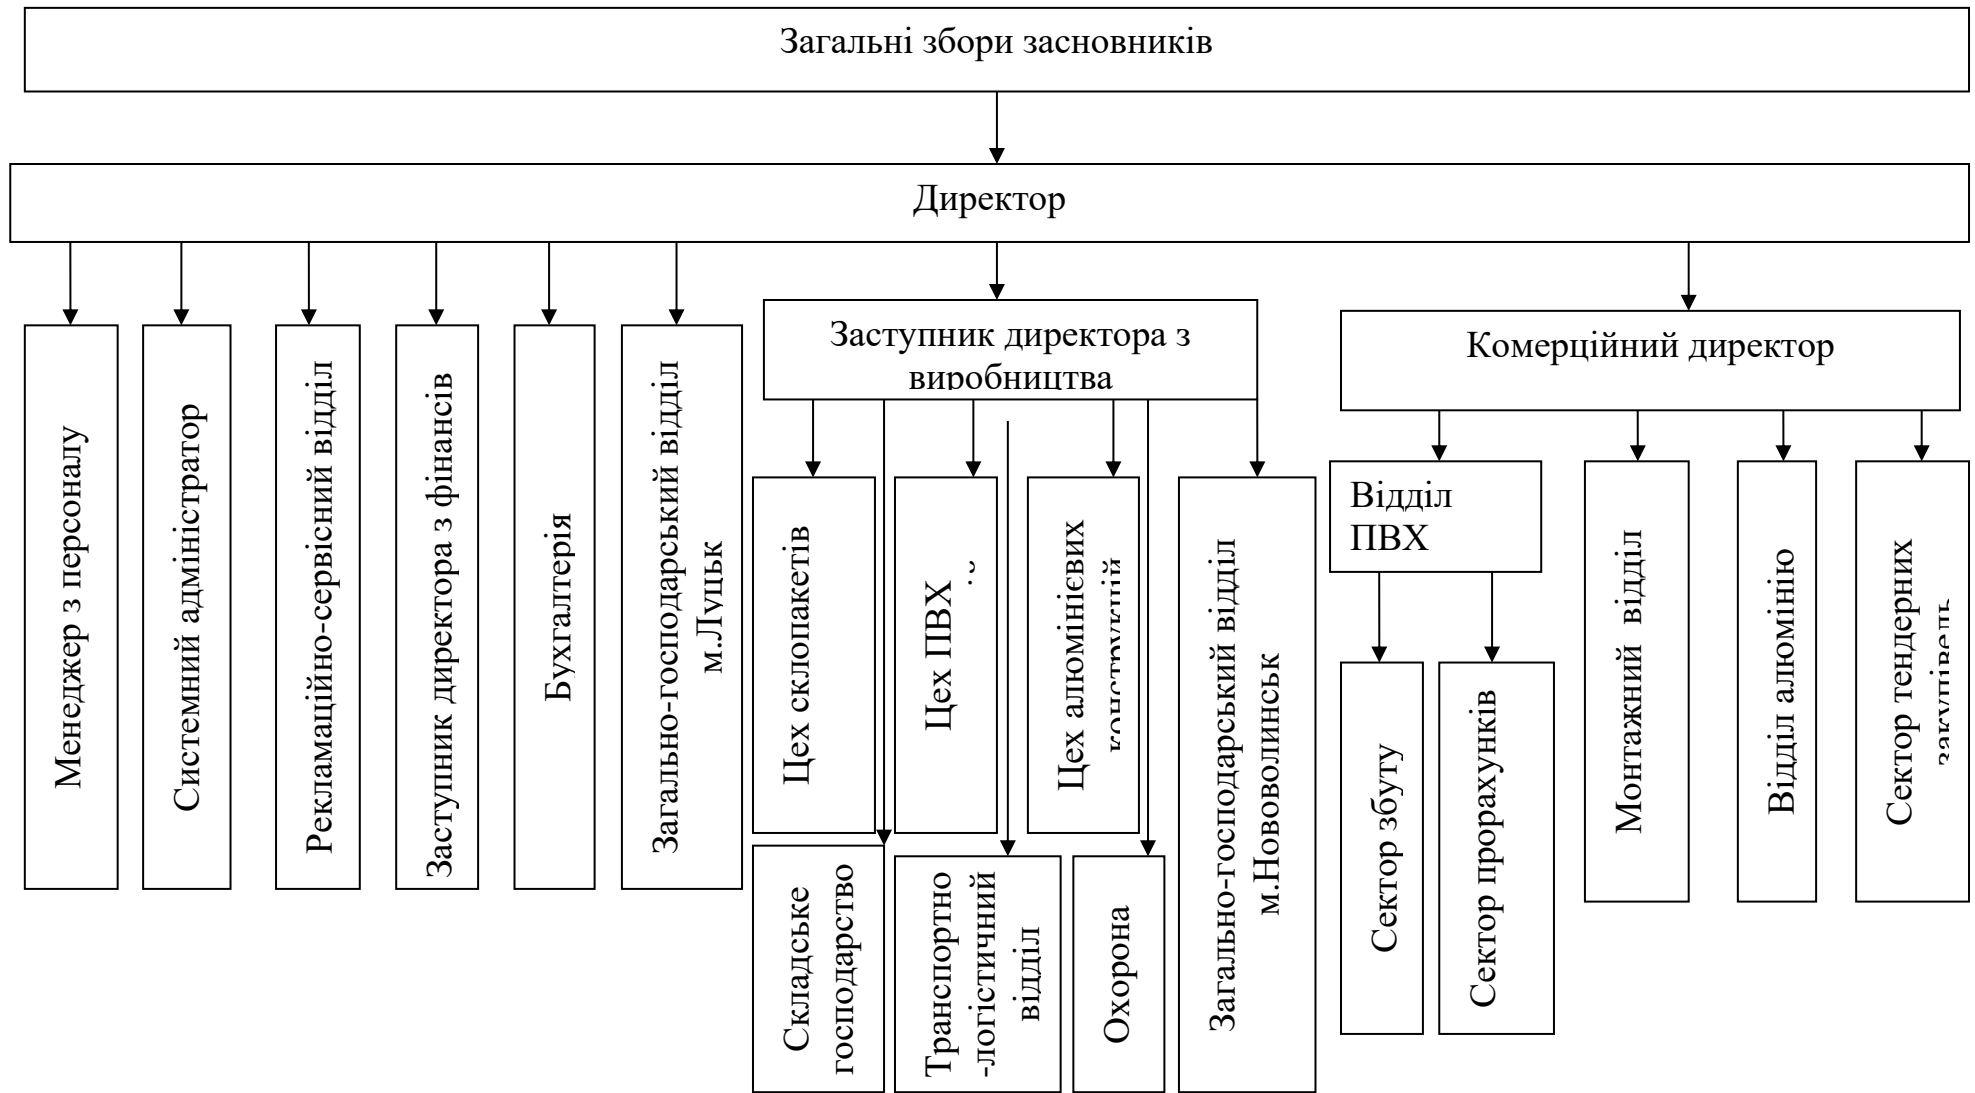 Загальні збори засновників
Директор
Менеджер з персоналу
Системний адміністратор
Рекламаційно-сервісний відділ
Заступник директора з фінансів
Бухгалтерія
Загально-господарський відділ
м.Луцьк
Заступник директора з
виробництва
Цех склопакетів
Цех ПВХ
Цех алюмінієвих
конструкцій
Складське
господарство
Транспортно
-логістичний
відділ
Охорона
Загально-господарський відділ
м.Нововолинськ
Комерційний директор
Відділ
ПВХ
Сектор збуту
Сектор прорахунків
Монтажний відділ
Відділ алюмінію
Сектор тендерних
закупівель